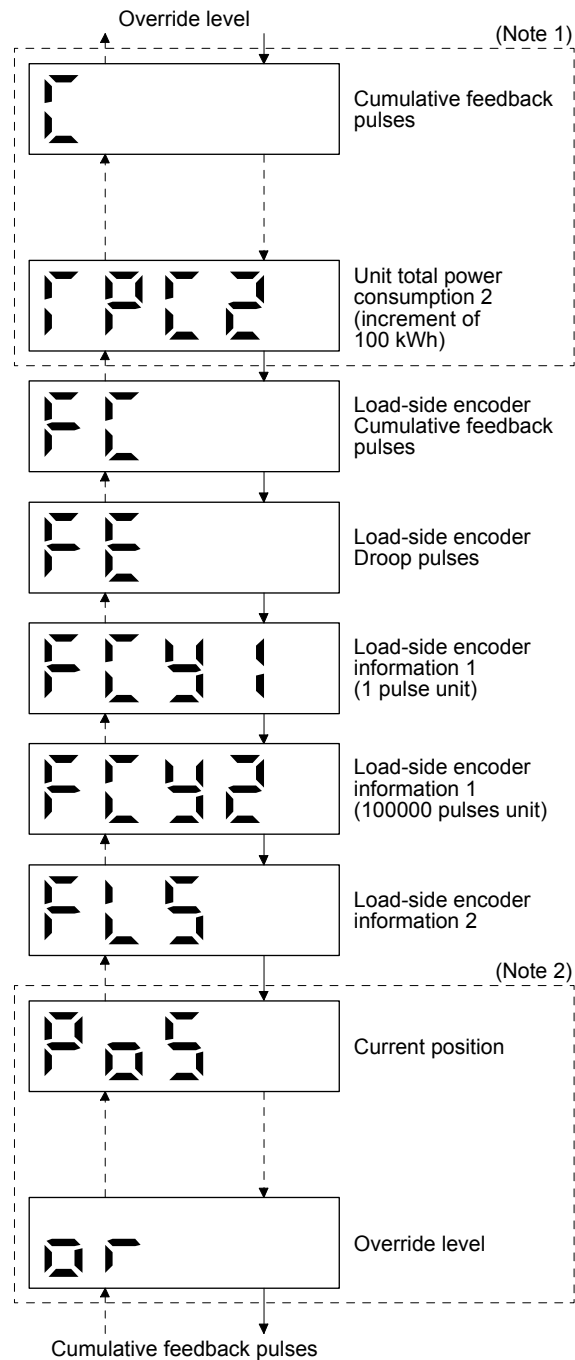 Override level
(Note 1)
C
Cumulative feedback
pulses
TPC2
Unit total power
consumption 2
(increment of
100 kWh)
FC
Load-side encoder
Cumulative feedback
pulses
FE
Load-side encoder
Droop pulses
FCY1
Load-side encoder
information 1
(1 pulse unit)
FCY2
Load-side encoder
information 1
(100000 pulses unit)
FLS
Load-side encoder
information 2
(Note 2)
PoS
Current position
or
Override level
Cumulative feedback pulses